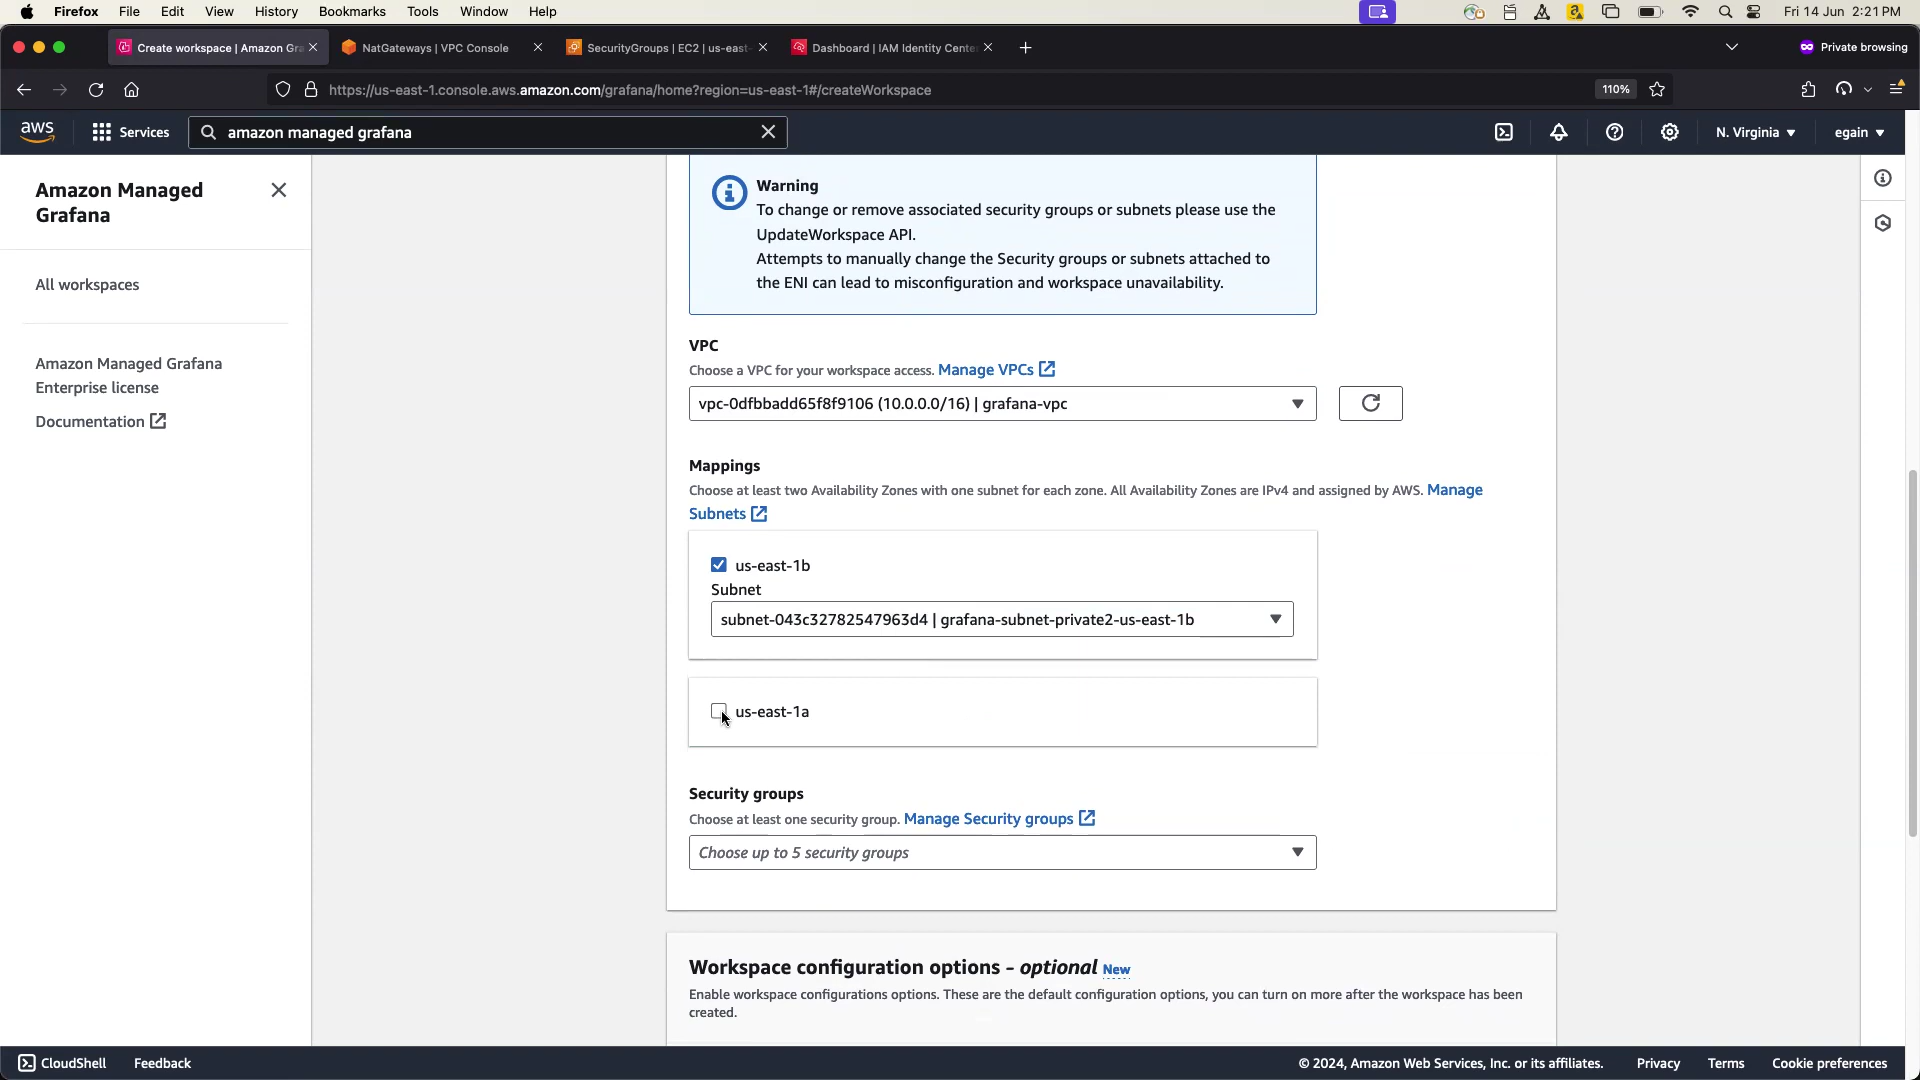 Firefox File Edit View History Bookmarks Tools Window Help Fri 14 Jun 2:21 PM
Create workspace | Amazon Gra NatGateways | VPC Console SecurityGroups | EC2 | us-east- Dashboard | IAM Identity Cente Private browsing
https://us-east-1.console.aws.amazon.com/grafana/home?region=us-east-1#/createWorkspace 110%
aws Services amazon managed grafana N. Virginia egain
Amazon Managed
Grafana
All workspaces
Amazon Managed Grafana
Enterprise license
Documentation
Warning
To change or remove associated security groups or subnets please use the
UpdateWorkspace API.
Attempts to manually change the Security groups or subnets attached to
the ENI can lead to misconfiguration and workspace unavailability.
VPC
Choose a VPC for your workspace access. Manage VPCs
vpc-0dfbbadd65f8f9106 (10.0.0.0/16) | grafana-vpc
Mappings
Choose at least two Availability Zones with one subnet for each zone. All Availability Zones are IPv4 and assigned by AWS. Manage
Subnets
us-east-1b
Subnet
subnet-043c32782547963d4 | grafana-subnet-private2-us-east-1b
us-east-1a
Security groups
Choose at least one security group. Manage Security groups
Choose up to 5 security groups
Workspace configuration options - optional New
Enable workspace configurations options. These are the default configuration options, you can turn on more after the workspace has been
created.
CloudShell Feedback © 2024, Amazon Web Services, Inc. or its affiliates. Privacy Terms Cookie preferences